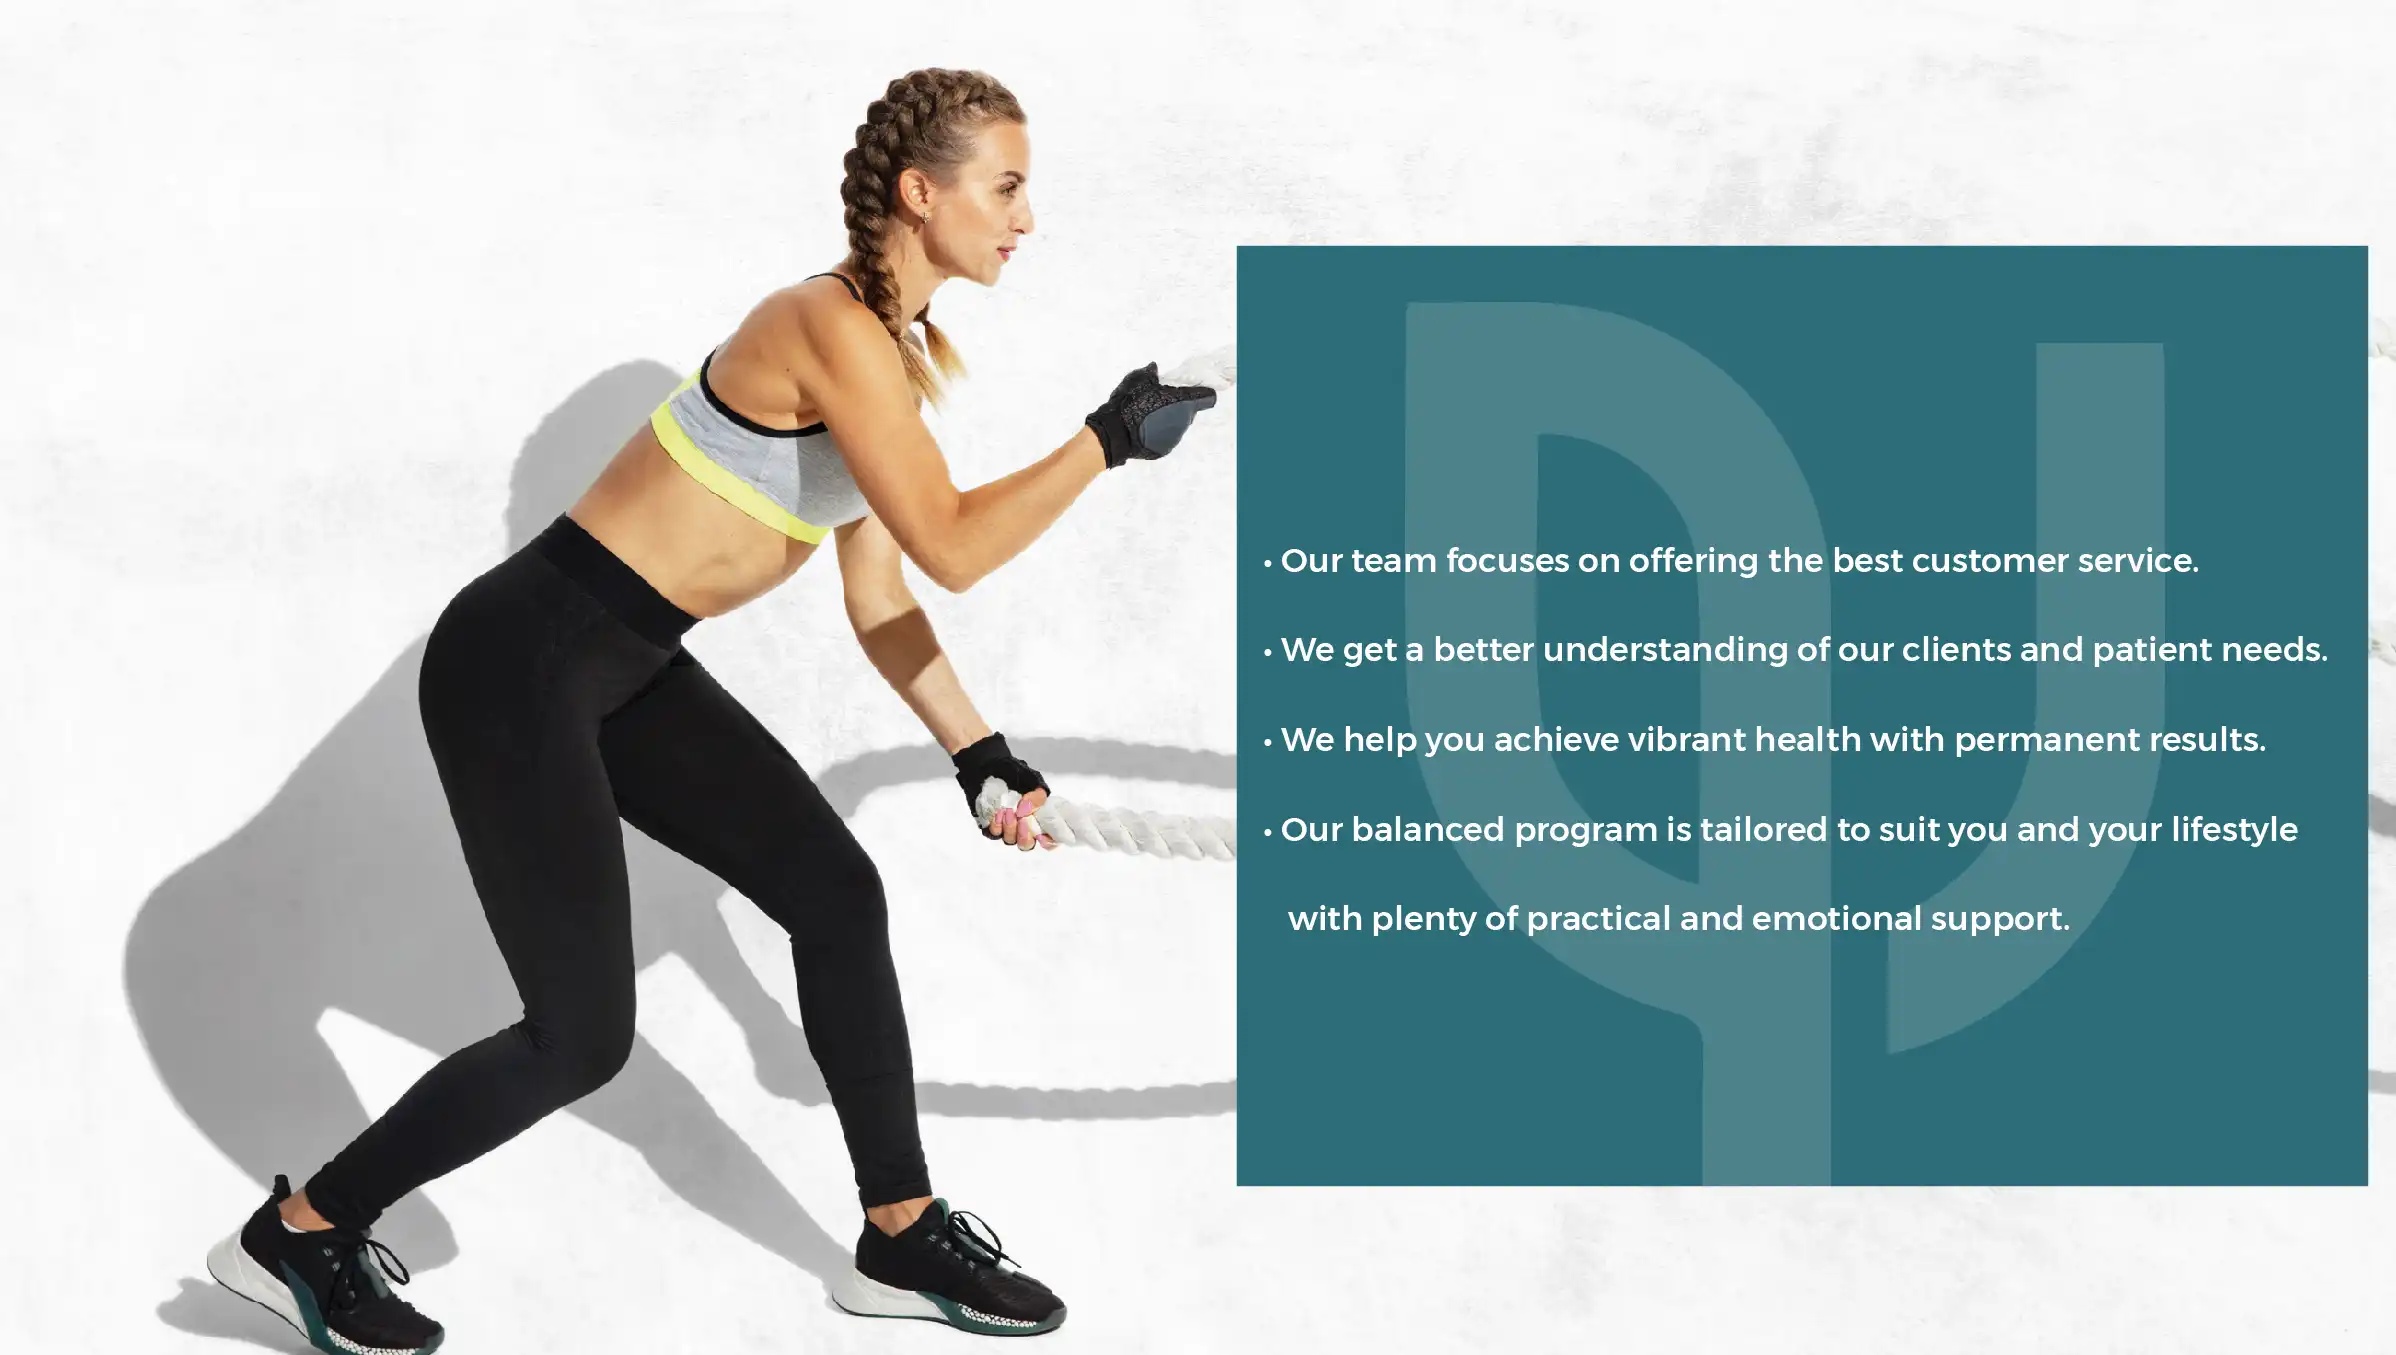 • Our team focuses on offering the best customer service.
• We get a better understanding of our clients and patient needs.
• We help you achieve vibrant health with permanent results.
• Our balanced program is tailored to suit you and your lifestyle
with plenty of practical and emotional support.